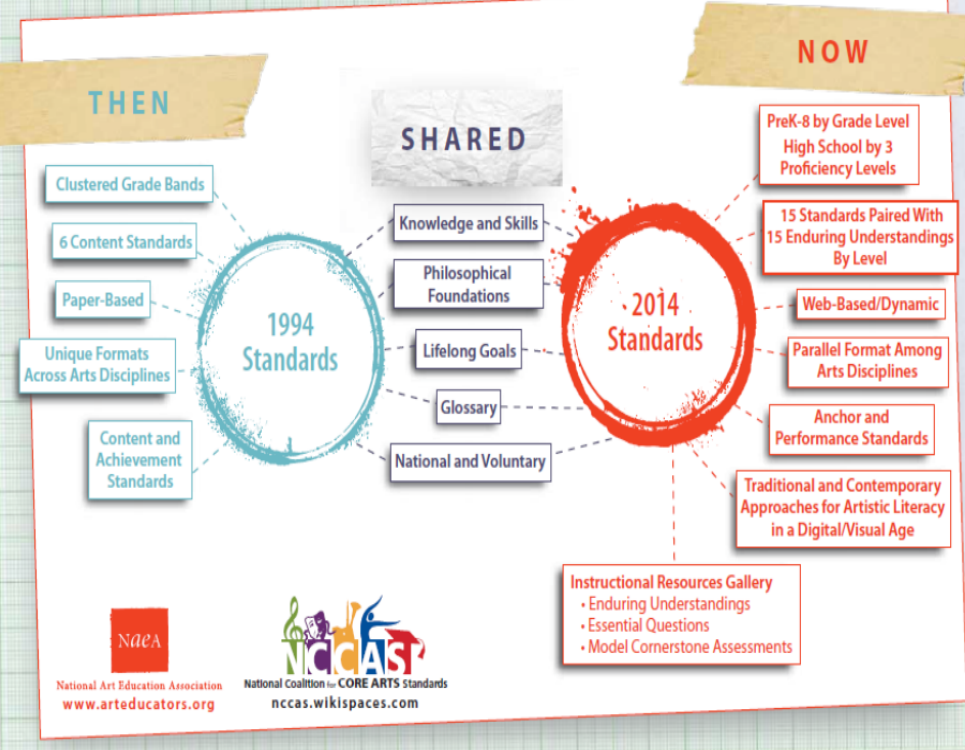 THEN
Clustered Grade Bands
6 Content Standards
Paper-Based
Unique Formats
Across Arts Disciplines
Content and
Achievement
Standards
1994
Standards
SHARED
Knowledge and Skills
Philosophical
Foundations
Lifelong Goals
Glossary
National and Voluntary
NOW
2014
Standards
PreK-8 by Grade Level
High School by 3
Proficiency Levels
15 Standards Paired With
15 Enduring Understandings
By Level
Web-Based/Dynamic
Parallel Format Among
Arts Disciplines
Anchor and
Performance Standards
Traditional and Contemporary
Approaches for Artistic Literacy
in a Digital/Visual Age
Instructional Resources Gallery
• Enduring Understandings
• Essential Questions
• Model Cornerstone Assessments
NaeA
National Art Education Association
www.arteducators.org
NCCAS
National Coalition for CORE ARTS Standards
nccas.wikispaces.com